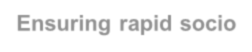 Ensuring rapid socio